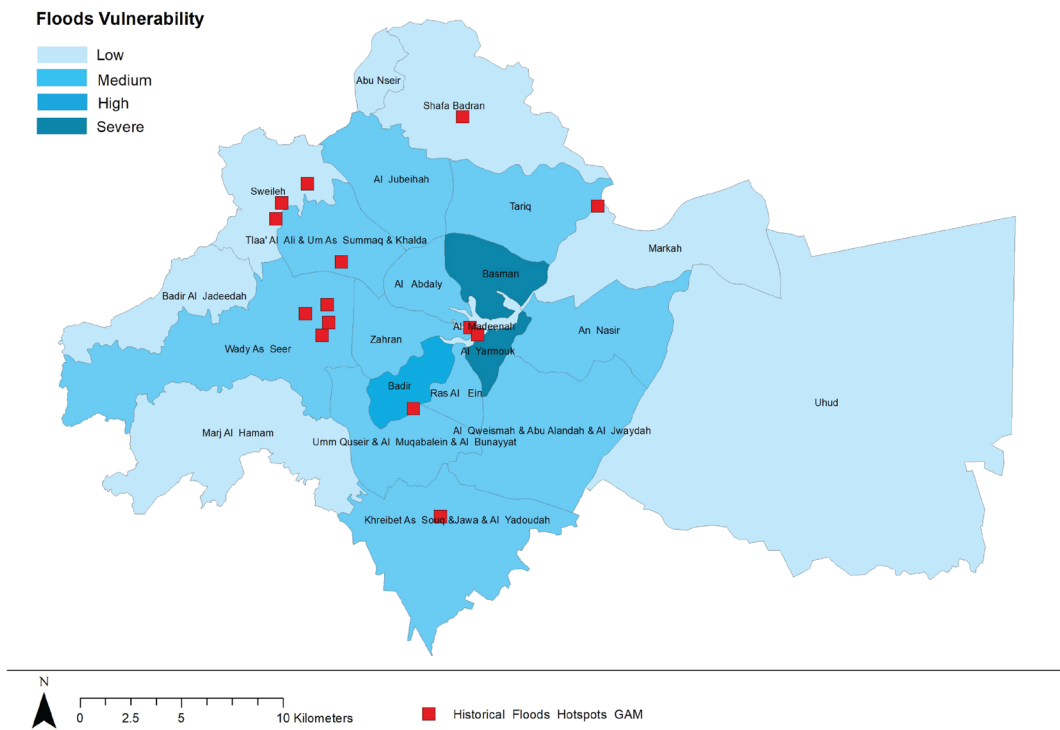 Floods Vulnerability
Low
Medium
High
Severe
Abu Nseir
Shafa Badran
Al Jubeihah
Sweileh
Tariq
Tlaa' Al Ali & Um As Summaq & Khalda
Markah
Basman
Al Abdaly
Badir Al Jadeedah
Al Madeenah
An Nasir
Zahran
Wady As Seer
Al Yarmouk
Badir
Ras Al Ein
Uhud
Marj Al Hamam
Al Qweismah & Abu Alandah & Al Jwaydah
Umm Quseir & Al Muqabalein & Al Bunayyat
Khreibet As Souq &Jawa & Al Yadoudah
N
0 2.5 5 10 Kilometers
Historical Floods Hotspots GAM